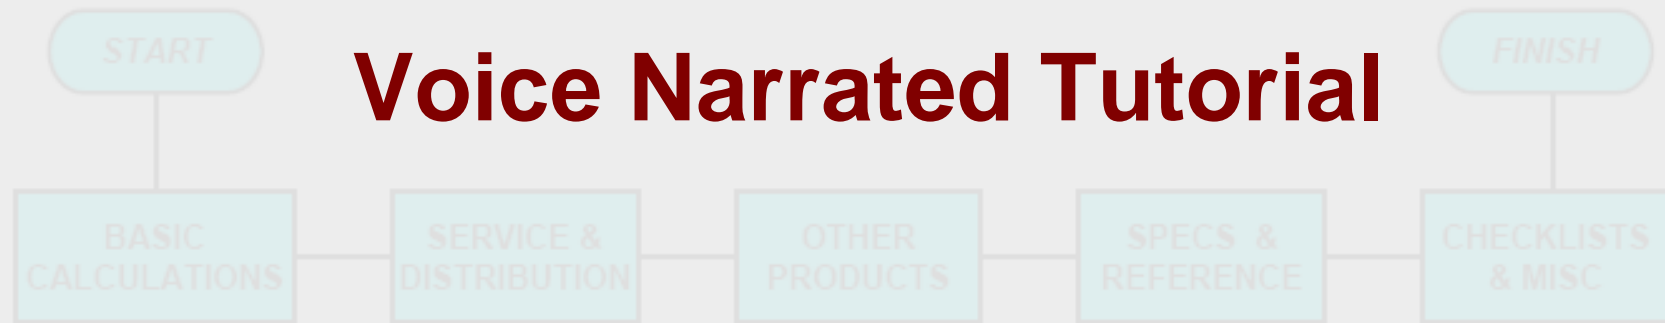 START
Voice Narrated Tutorial
FINISH
BASIC
CALCULATIONS
SERVICE &
DISTRIBUTION
OTHER
PRODUCTS
SPECS &
REFERENCE
CHECKLISTS
& MISC